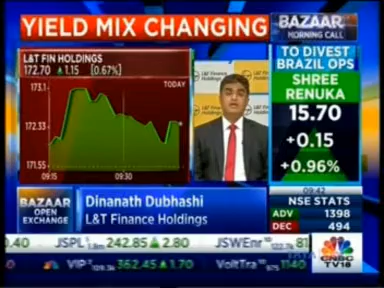 YIELD MIX CHANGING
BAZAAR
MORNING CALL
L&T FIN HOLDINGS
172.70 ▲ 1.15 [0.67%]
TODAY
173.1
172.33
171.55
09:15
09:30
L&T Finance Holdings
TO DIVEST
BRAZIL OPS
SHREE
RENUKA
15.70
+0.15
+0.96%
09:42
BAZAAR
OPEN
EXCHANGE
Dinanath Dubhashi
L&T Finance Holdings
NSE STATS
ADV 1398
DEC 494
0.40 JSPL 242.85 ▲ 2.80 JSWEnr
VIP 362.45 ▲ 1.70 VoltTra
CNBC
TV18